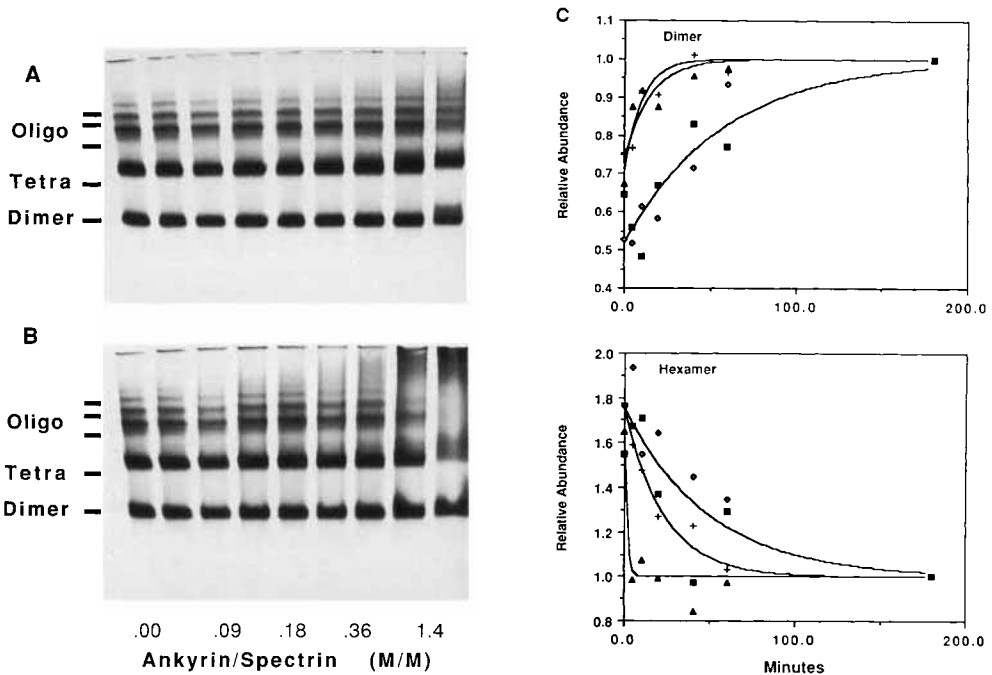 A
Oligo
Tetra
Dimer
B
Oligo
Tetra
Dimer
.00 .09 .18 .36 1.4
Ankyrin/Spectrin (M/M)
C
Dimer
Relative Abundance
1.1
1.0
0.9
0.8
0.7
0.6
0.5
0.4
0.0 100.0 200.0
Hexamer
Relative Abundance
2.0
1.8
1.6
1.4
1.2
1.0
0.8
0.0 100.0 200.0
Minutes